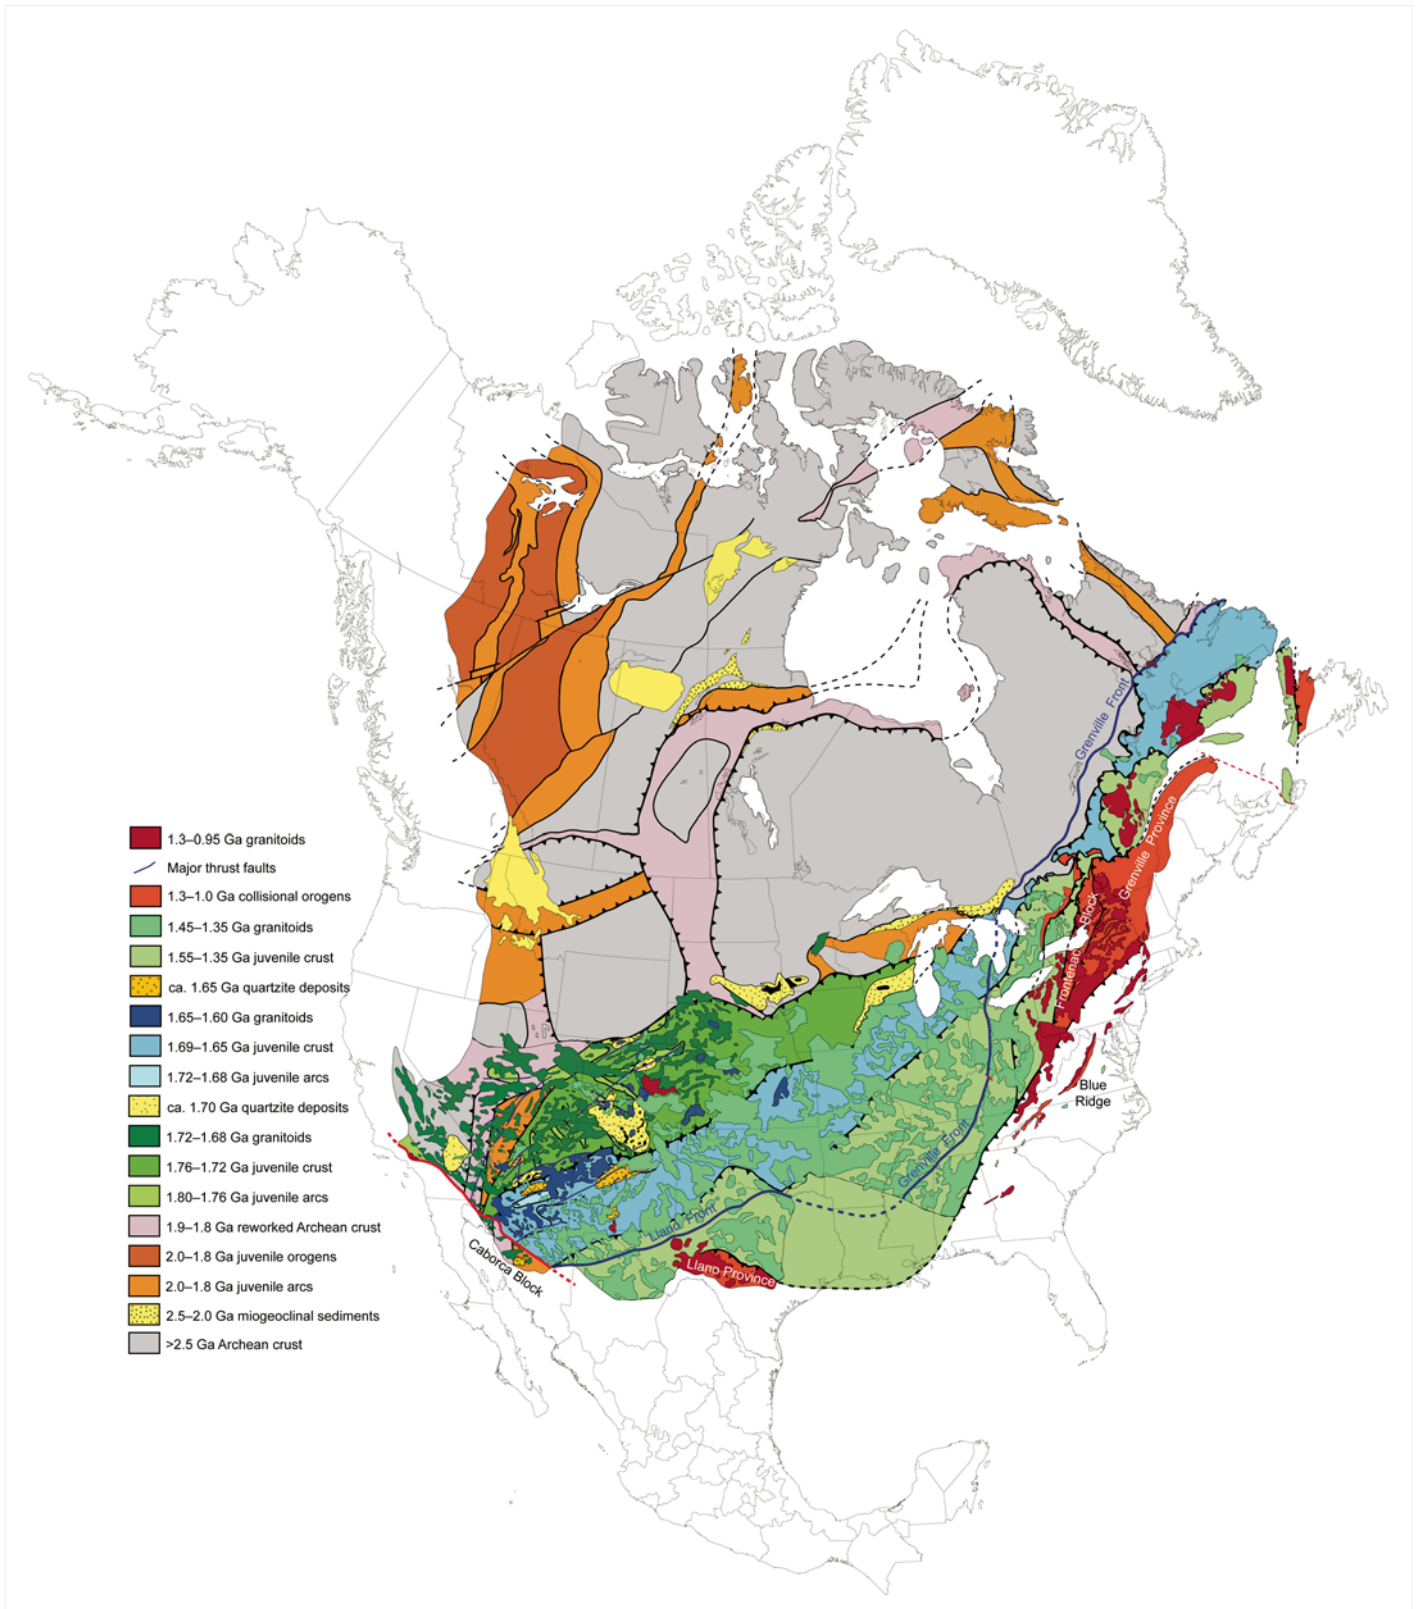 Grenville Front
Grenville Province
Frontenac Block
Blue
Ridge
Grenville Front
Llano Front
Llano Province
Caborca Block
1.3–0.95 Ga granitoids
Major thrust faults
1.3–1.0 Ga collisional orogens
1.45–1.35 Ga granitoids
1.55–1.35 Ga juvenile crust
ca. 1.65 Ga quartzite deposits
1.65–1.60 Ga granitoids
1.69–1.65 Ga juvenile crust
1.72–1.68 Ga juvenile arcs
ca. 1.70 Ga quartzite deposits
1.72–1.68 Ga granitoids
1.76–1.72 Ga juvenile crust
1.80–1.76 Ga juvenile arcs
1.9–1.8 Ga reworked Archean crust
2.0–1.8 Ga juvenile orogens
2.0–1.8 Ga juvenile arcs
2.5–2.0 Ga miogeoclinal sediments
>2.5 Ga Archean crust